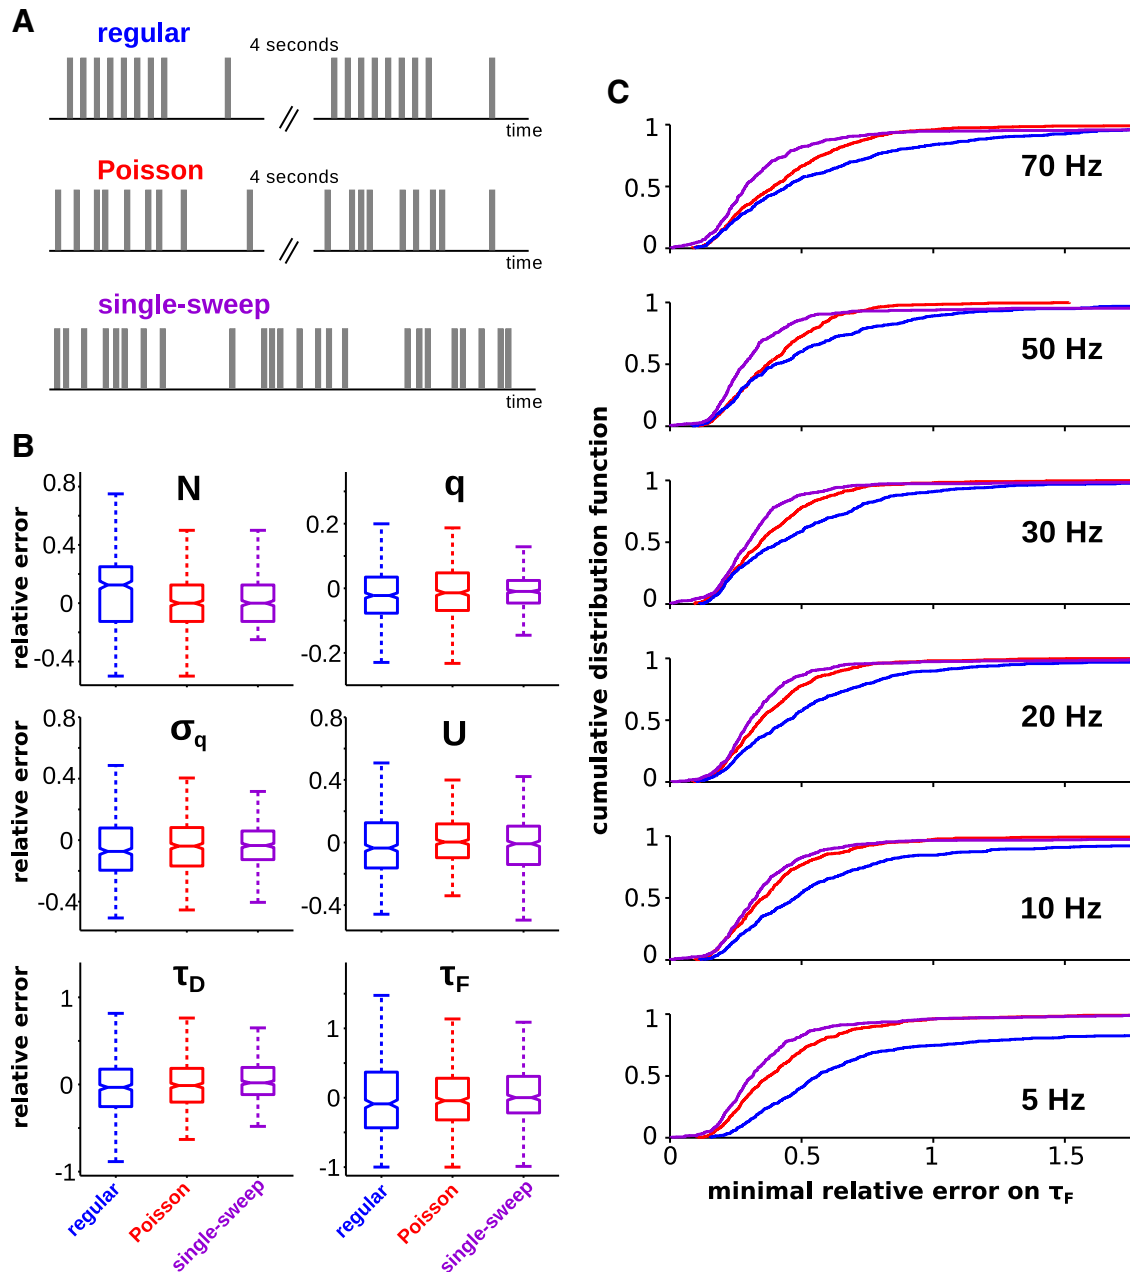 A
regular
4 seconds
time
Poisson
4 seconds
time
single-sweep
time
B
N
relative error
0.8
0.4
0
-0.4
q
0.2
0
-0.2
σq
relative error
0.8
0.4
0
-0.4
U
0.8
0.4
0
-0.4
τD
relative error
1
0
-1
regular
Poisson
single-sweep
τF
1
0
-1
regular
Poisson
single-sweep
C
cumulative distribution function
1
0.5
0
70 Hz
1
0.5
0
50 Hz
1
0.5
0
30 Hz
1
0.5
0
20 Hz
1
0.5
0
10 Hz
1
0.5
0
5 Hz
0 0.5 1 1.5
minimal relative error on τF